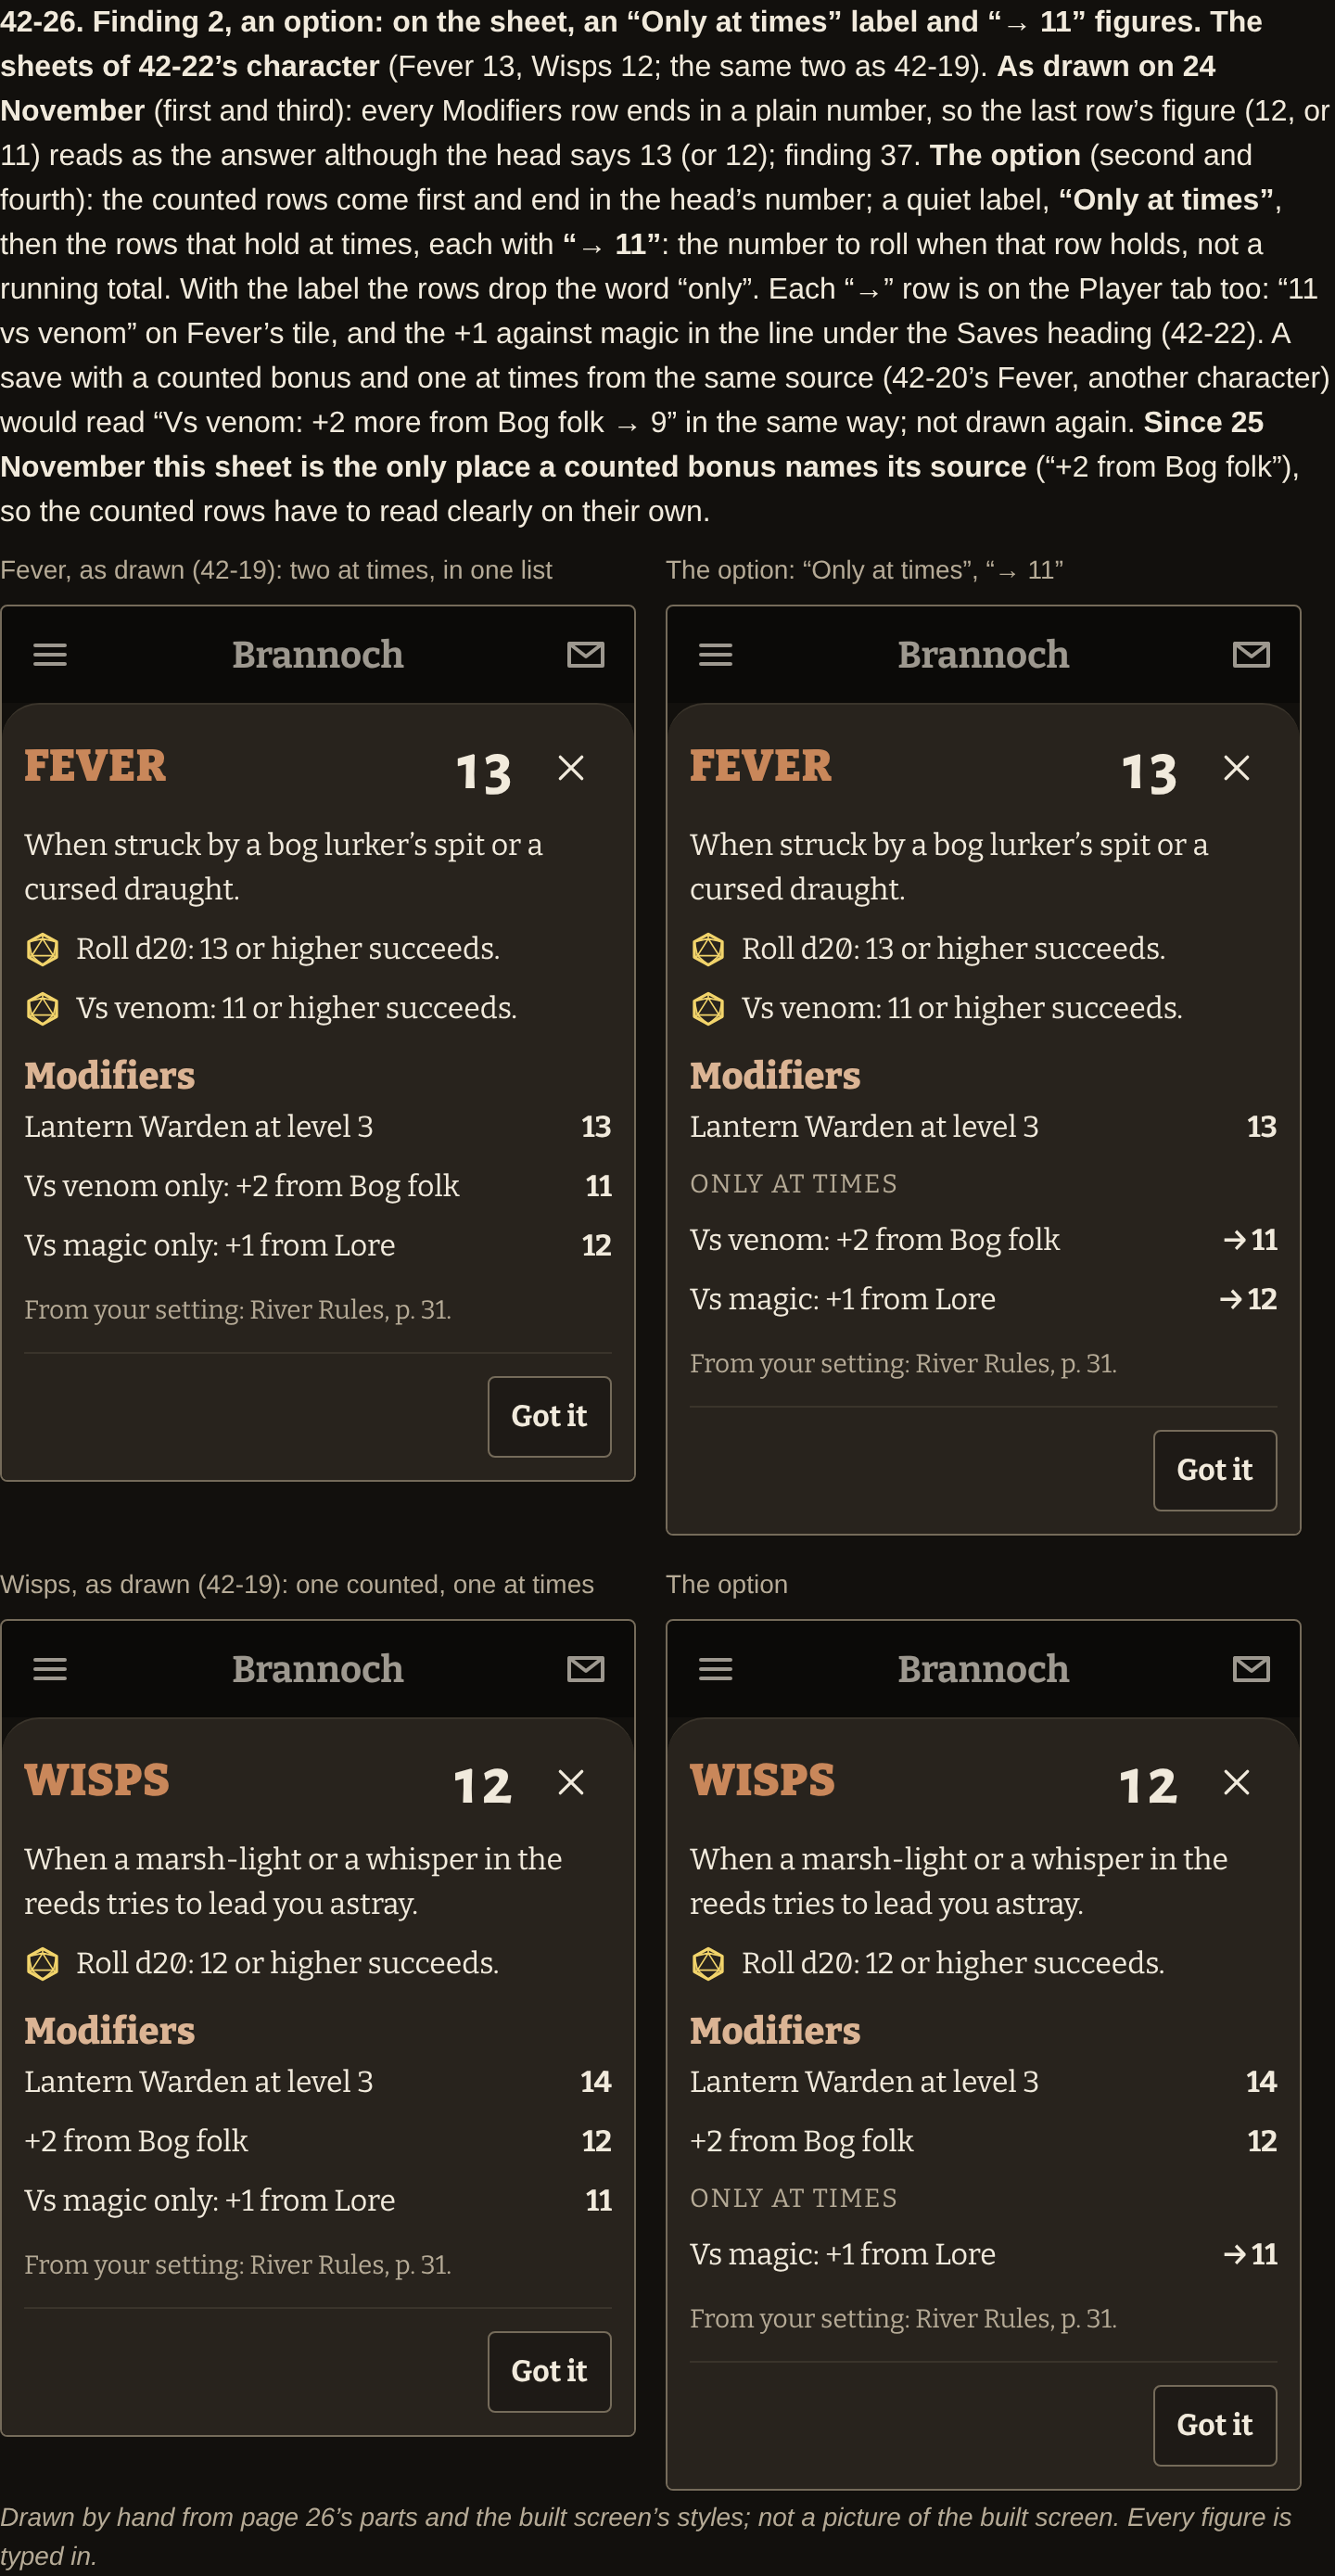 42-26. Finding 2, an option: on the sheet, an “Only at times” label and “→ 11” figures. The
sheets of 42-22’s character (Fever 13, Wisps 12; the same two as 42-19). As drawn on 24
November (first and third): every Modifiers row ends in a plain number, so the last row’s figure (12, or
11) reads as the answer although the head says 13 (or 12); finding 37. The option (second and
fourth): the counted rows come first and end in the head’s number; a quiet label, “Only at times”,
then the rows that hold at times, each with “→ 11”: the number to roll when that row holds, not a
running total. With the label the rows drop the word “only”. Each “→” row is on the Player tab too: “11
vs venom” on Fever’s tile, and the +1 against magic in the line under the Saves heading (42-22). A
save with a counted bonus and one at times from the same source (42-20’s Fever, another character)
would read “Vs venom: +2 more from Bog folk → 9” in the same way; not drawn again. Since 25
November this sheet is the only place a counted bonus names its source (“+2 from Bog folk”),
so the counted rows have to read clearly on their own.
Fever, as drawn (42-19): two at times, in one list
Brannoch
FEVER 13
When struck by a bog lurker’s spit or a
cursed draught.
Roll d20: 13 or higher succeeds.
Vs venom: 11 or higher succeeds.
Modifiers
Lantern Warden at level 3 13
Vs venom only: +2 from Bog folk 11
Vs magic only: +1 from Lore 12
From your setting: River Rules, p. 31.
Got it
The option: “Only at times”, “→ 11”
Brannoch
FEVER 13
When struck by a bog lurker’s spit or a
cursed draught.
Roll d20: 13 or higher succeeds.
Vs venom: 11 or higher succeeds.
Modifiers
Lantern Warden at level 3 13
ONLY AT TIMES
Vs venom: +2 from Bog folk → 11
Vs magic: +1 from Lore → 12
From your setting: River Rules, p. 31.
Got it
Wisps, as drawn (42-19): one counted, one at times
Brannoch
WISPS 12
When a marsh-light or a whisper in the
reeds tries to lead you astray.
Roll d20: 12 or higher succeeds.
Modifiers
Lantern Warden at level 3 14
+2 from Bog folk 12
Vs magic only: +1 from Lore 11
From your setting: River Rules, p. 31.
Got it
The option
Brannoch
WISPS 12
When a marsh-light or a whisper in the
reeds tries to lead you astray.
Roll d20: 12 or higher succeeds.
Modifiers
Lantern Warden at level 3 14
+2 from Bog folk 12
ONLY AT TIMES
Vs magic: +1 from Lore → 11
From your setting: River Rules, p. 31.
Got it
Drawn by hand from page 26’s parts and the built screen’s styles; not a picture of the built screen. Every figure is
typed in.